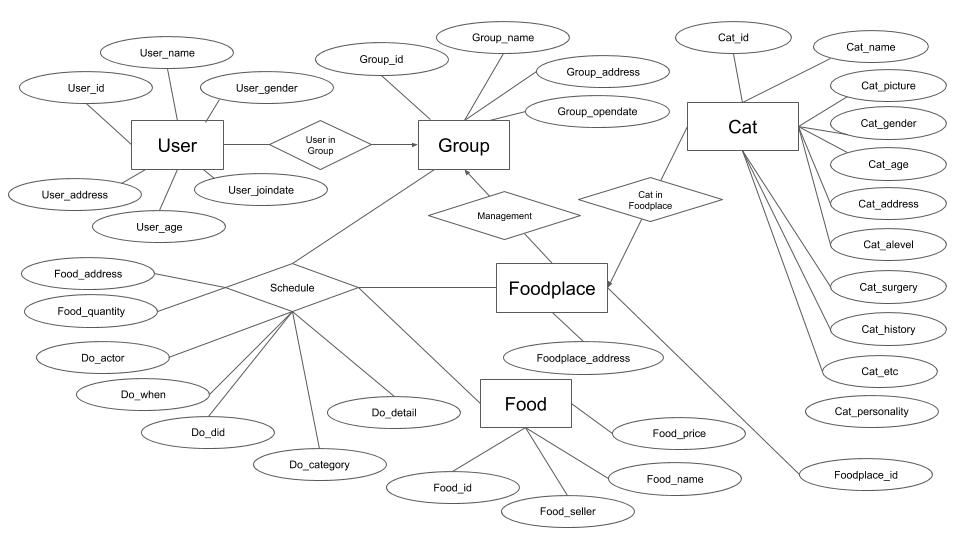 Cat_id
Group_name
Cat_name
User_name
Group_id
Group_address
User_id
User_gender
Cat_picture
Group_opendate
Cat_gender
Cat
User
User in
Group
Group
Cat_age
User_address
User_joindate
Cat in
Foodplace
Cat_address
Management
User_age
Cat_alevel
Food_address
Schedule
Foodplace
Cat_surgery
Food_quantity
Cat_history
Do_actor
Foodplace_address
Cat_etc
Do_when
Food
Do_detail
Cat_personality
Do_did
Food_price
Do_category
Food_id
Food_name
Foodplace_id
Food_seller